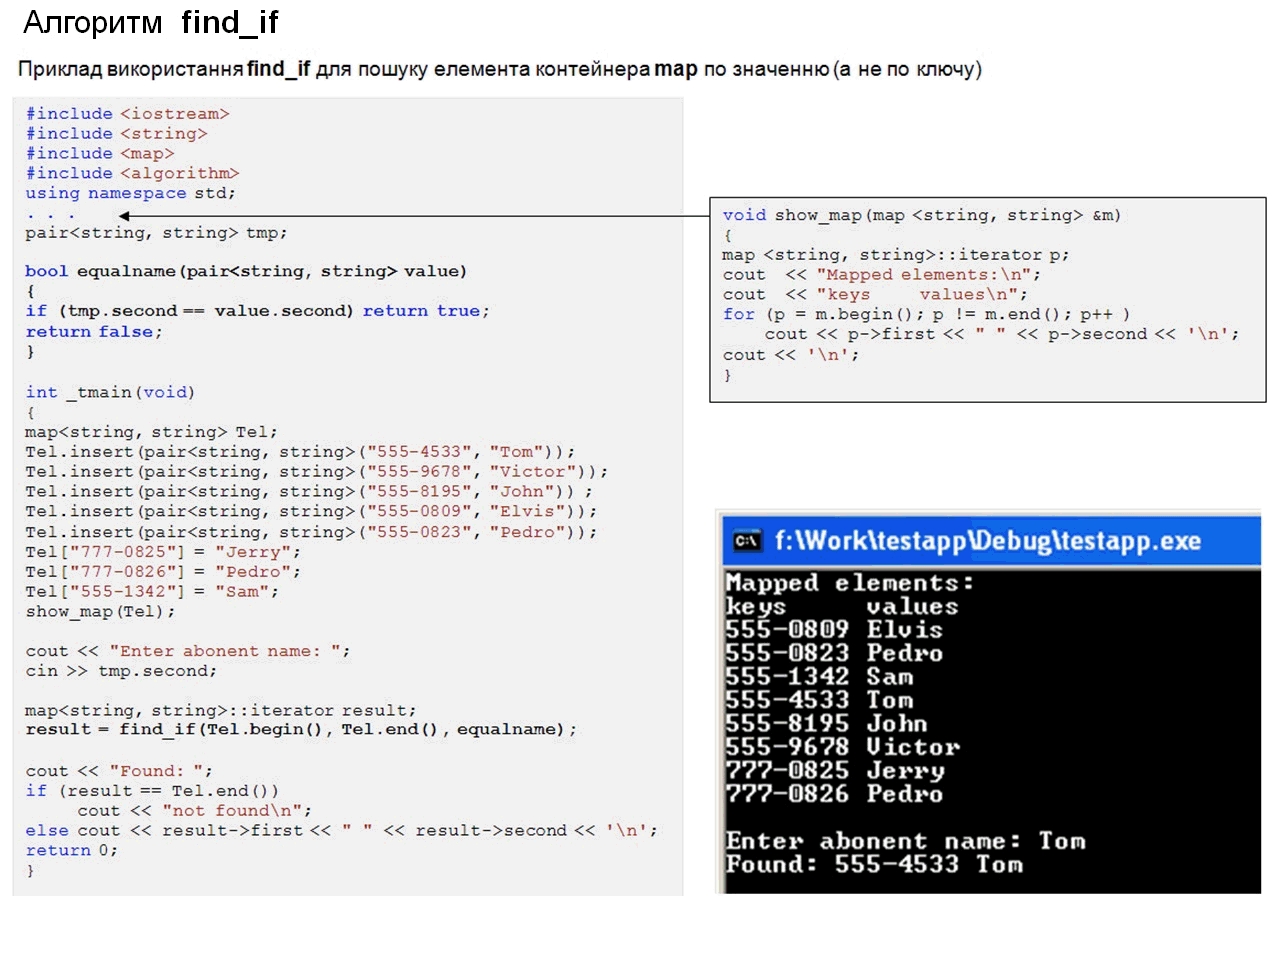 Алгоритм find_if
Приклад використання find_if для пошуку елемента контейнера map по значенню (а не по ключу)
#include <iostream>
#include <string>
#include <map>
#include <algorithm>
using namespace std;
. . .
pair<string, string> tmp;
bool equalname(pair<string, string> value)
{
if (tmp.second == value.second) return true;
return false;
}
int _tmain(void)
{
map<string, string> Tel;
Tel.insert(pair<string, string>("555-4533", "Tom"));
Tel.insert(pair<string, string>("555-9678", "Victor"));
Tel.insert(pair<string, string>("555-8195", "John")) ;
Tel.insert(pair<string, string>("555-0809", "Elvis"));
Tel.insert(pair<string, string>("555-0823", "Pedro"));
Tel["777-0825"] = "Jerry";
Tel["777-0826"] = "Pedro";
Tel["555-1342"] = "Sam";
show_map(Tel);
cout << "Enter abonent name: ";
cin >> tmp.second;
map<string, string>::iterator result;
result = find_if(Tel.begin(), Tel.end(), equalname);
cout << "Found: ";
if (result == Tel.end())
cout << "not found\n";
else cout << result->first << " " << result->second << '\n';
return 0;
}
void show_map(map <string, string> &m)
{
map <string, string>::iterator p;
cout << "Mapped elements:\n";
cout << "keys     values\n";
for (p = m.begin(); p != m.end(); p++ )
cout << p->first << " " << p->second << '\n';
cout << '\n';
}
C:\ f:\Work\testapp\Debug\testapp.exe
Mapped elements:
keys     values
555-0809 Elvis
555-0823 Pedro
555-1342 Sam
555-4533 Tom
555-8195 John
555-9678 Victor
777-0825 Jerry
777-0826 Pedro
Enter abonent name: Tom
Found: 555-4533 Tom